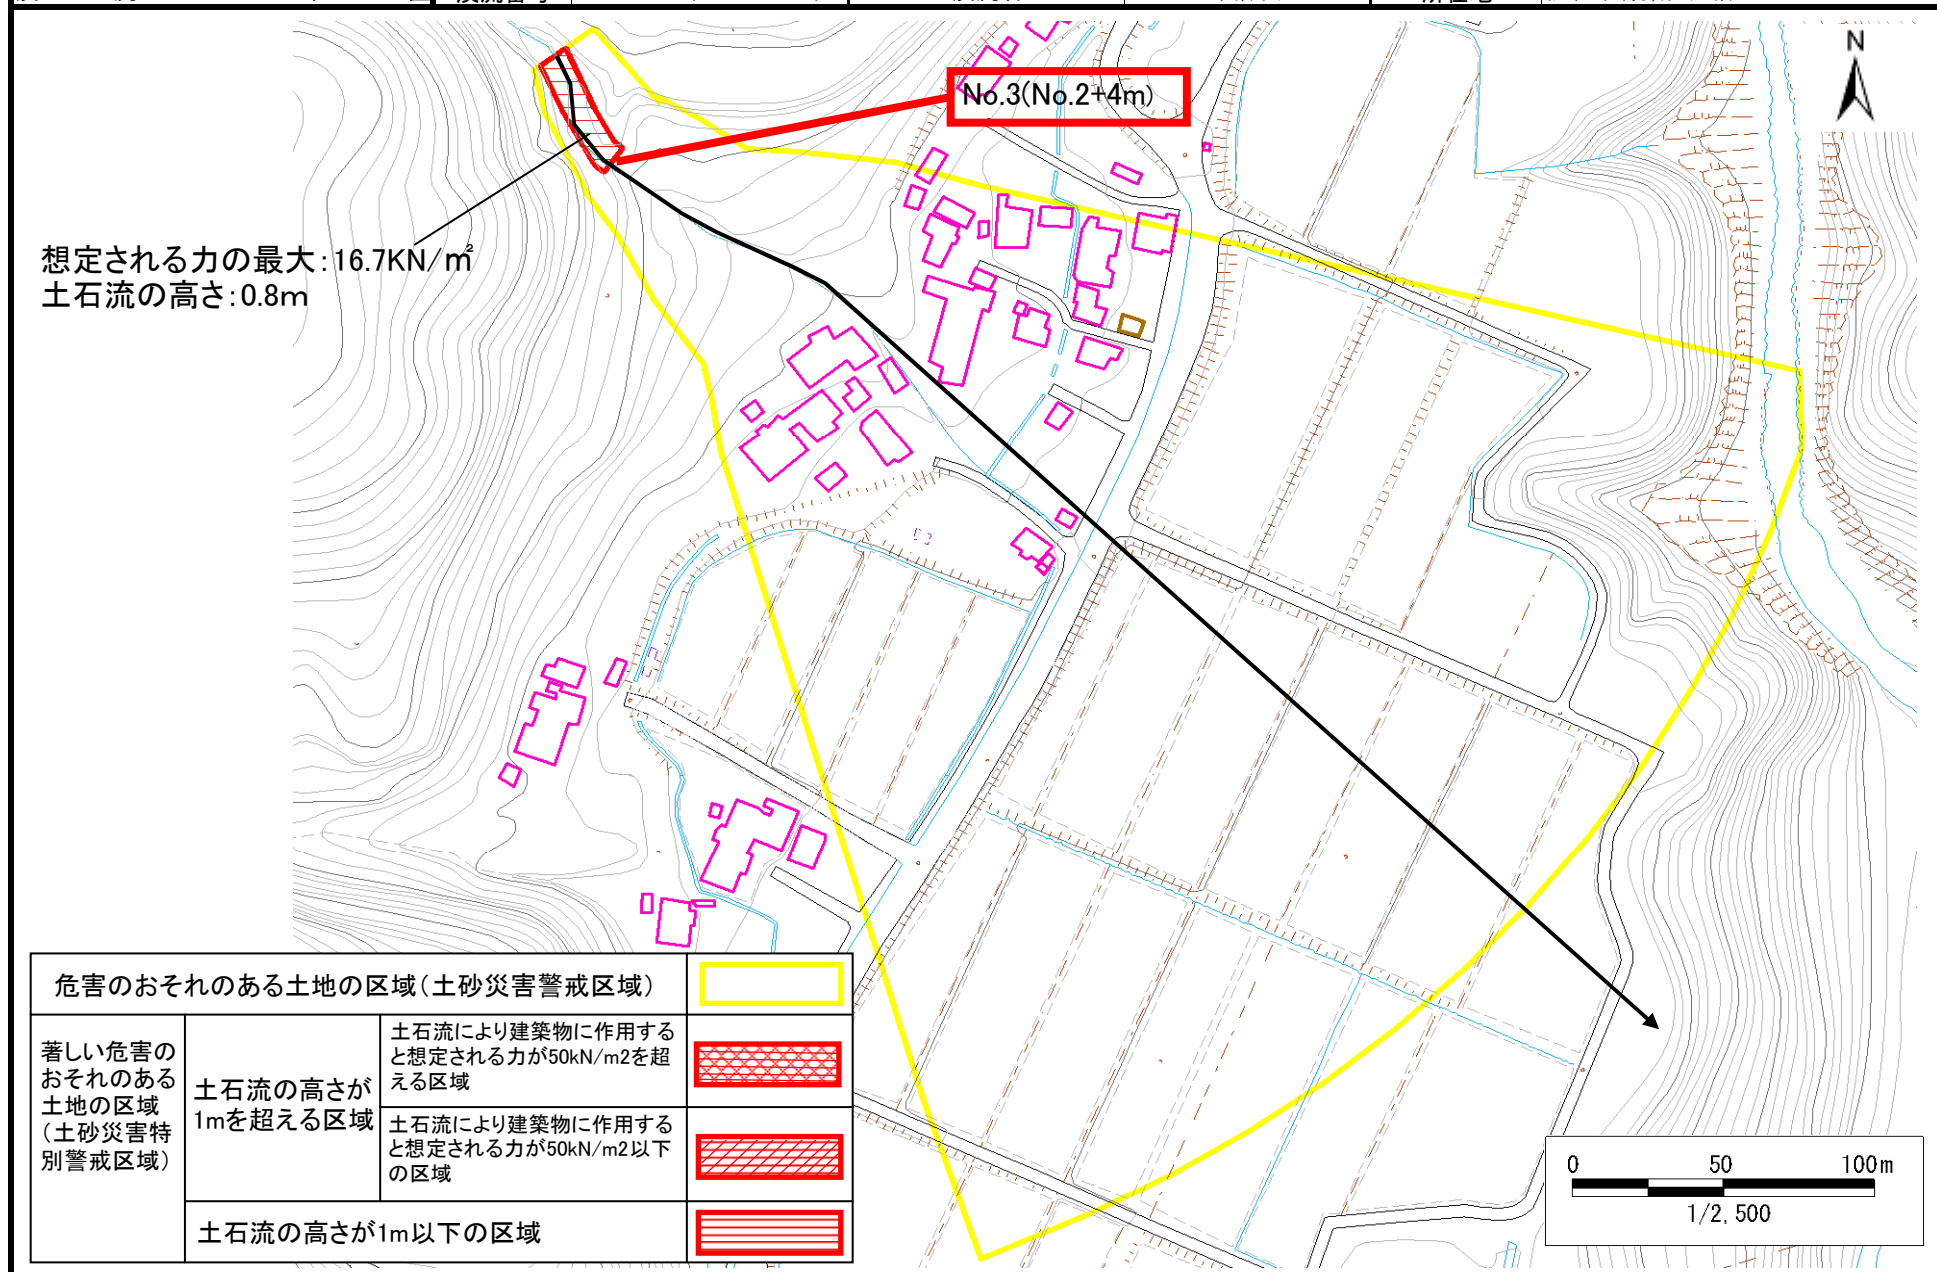 No.3(No.2+4m)
N
想定される力の最大:16.7KN/㎡
土石流の高さ:0.8m
危害のおそれのある土地の区域(土砂災害警戒区域)
著しい危害の
おそれのある
土地の区域
(土砂災害特
別警戒区域)
土石流の高さが
1mを超える区域
土石流により建築物に作用する
と想定される力が50kN/m2を超
える区域
土石流により建築物に作用する
と想定される力が50kN/m2以下
の区域
土石流の高さが1m以下の区域
0 50 100m
1/2,500